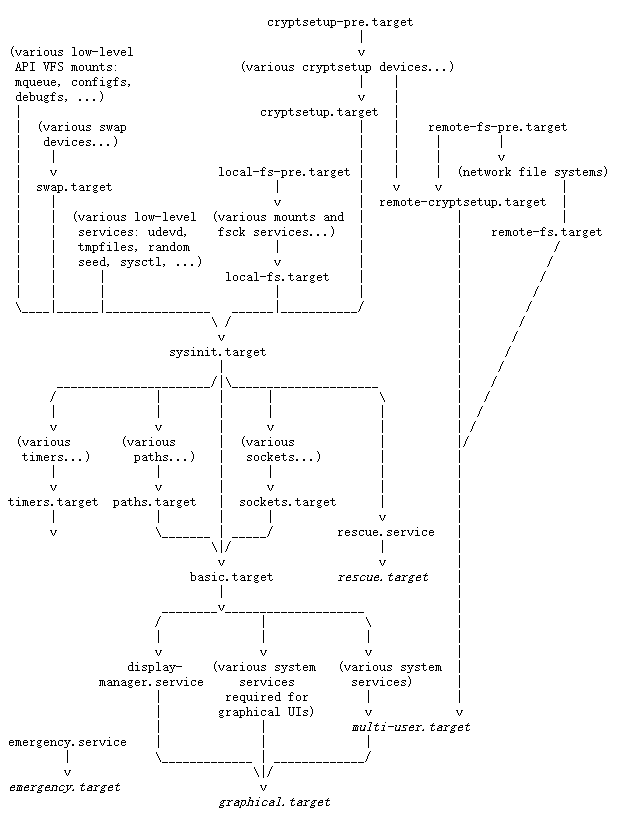 cryptsetup-pre.target
(various low-level
API VFS mounts:
mqueue, configfs,
debugfs, ...)
(various cryptsetup devices...)
cryptsetup.target
(various swap
devices...)
remote-fs-pre.target
local-fs-pre.target
(network file systems)
swap.target
remote-cryptsetup.target
(various low-level
services: udevd,
tmpfiles, random
seed, sysctl, ...)
(various mounts and
fsck services...)
remote-fs.target
local-fs.target
sysinit.target
(various
timers...)
(various
paths...)
(various
sockets...)
timers.target
paths.target
sockets.target
rescue.service
basic.target
rescue.target
display-
manager.service
(various system
services
required for
graphical UIs)
(various system
services)
multi-user.target
emergency.service
emergency.target
graphical.target